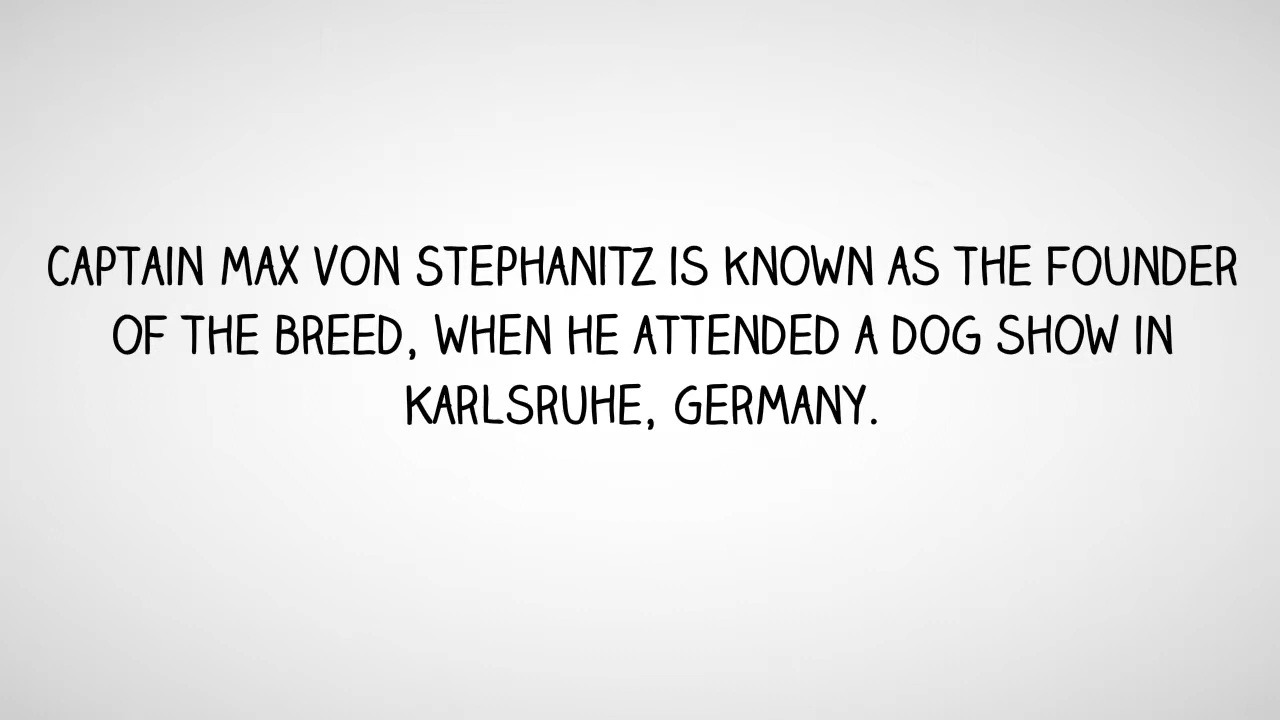 CAPTAIN MAX VON STEPHANITZ IS KNOWN AS THE FOUNDER
OF THE BREED, WHEN HE ATTENDED A DOG SHOW IN
KARLSRUHE, GERMANY.